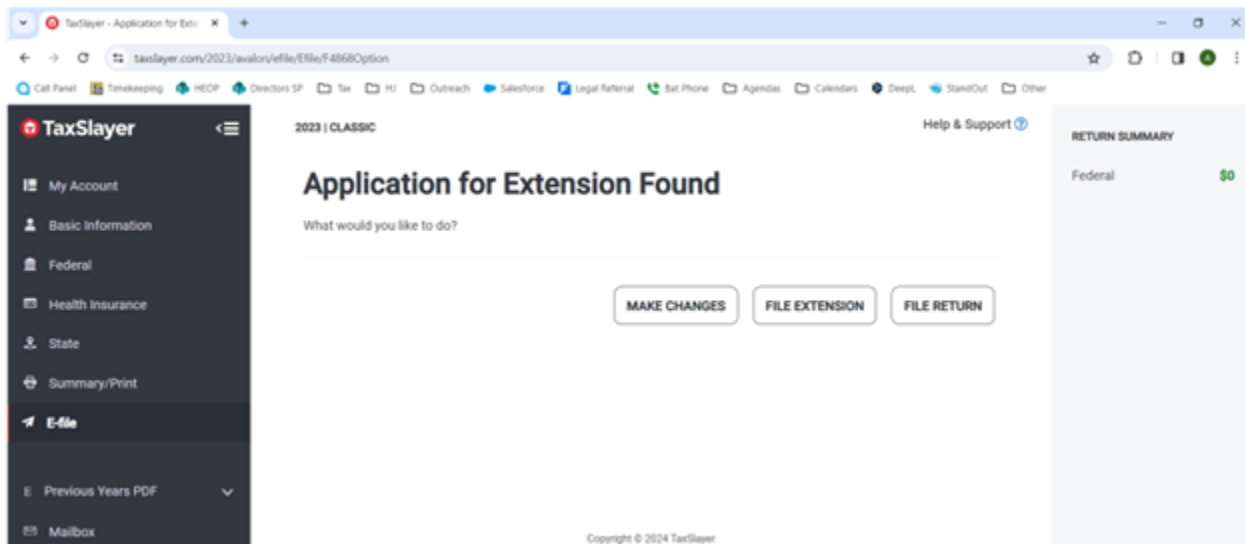 TaxSlayer - Application for Exte
taxslayer.com/2023/avalon/efile/Efile/F4868Option
Call Panel Timekeeping HEOP Directors SP Tax HJ Outreach Salesforce Legal Referral Bat Phone Agendas Calendars DeepL StandOut Other
TaxSlayer
2023 | CLASSIC
Help & Support
RETURN SUMMARY
My Account
Application for Extension Found
Federal $0
Basic Information
What would you like to do?
Federal
Health Insurance
MAKE CHANGES FILE EXTENSION FILE RETURN
State
Summary/Print
E-file
Previous Years PDF
Mailbox
Copyright © 2024 TaxSlayer